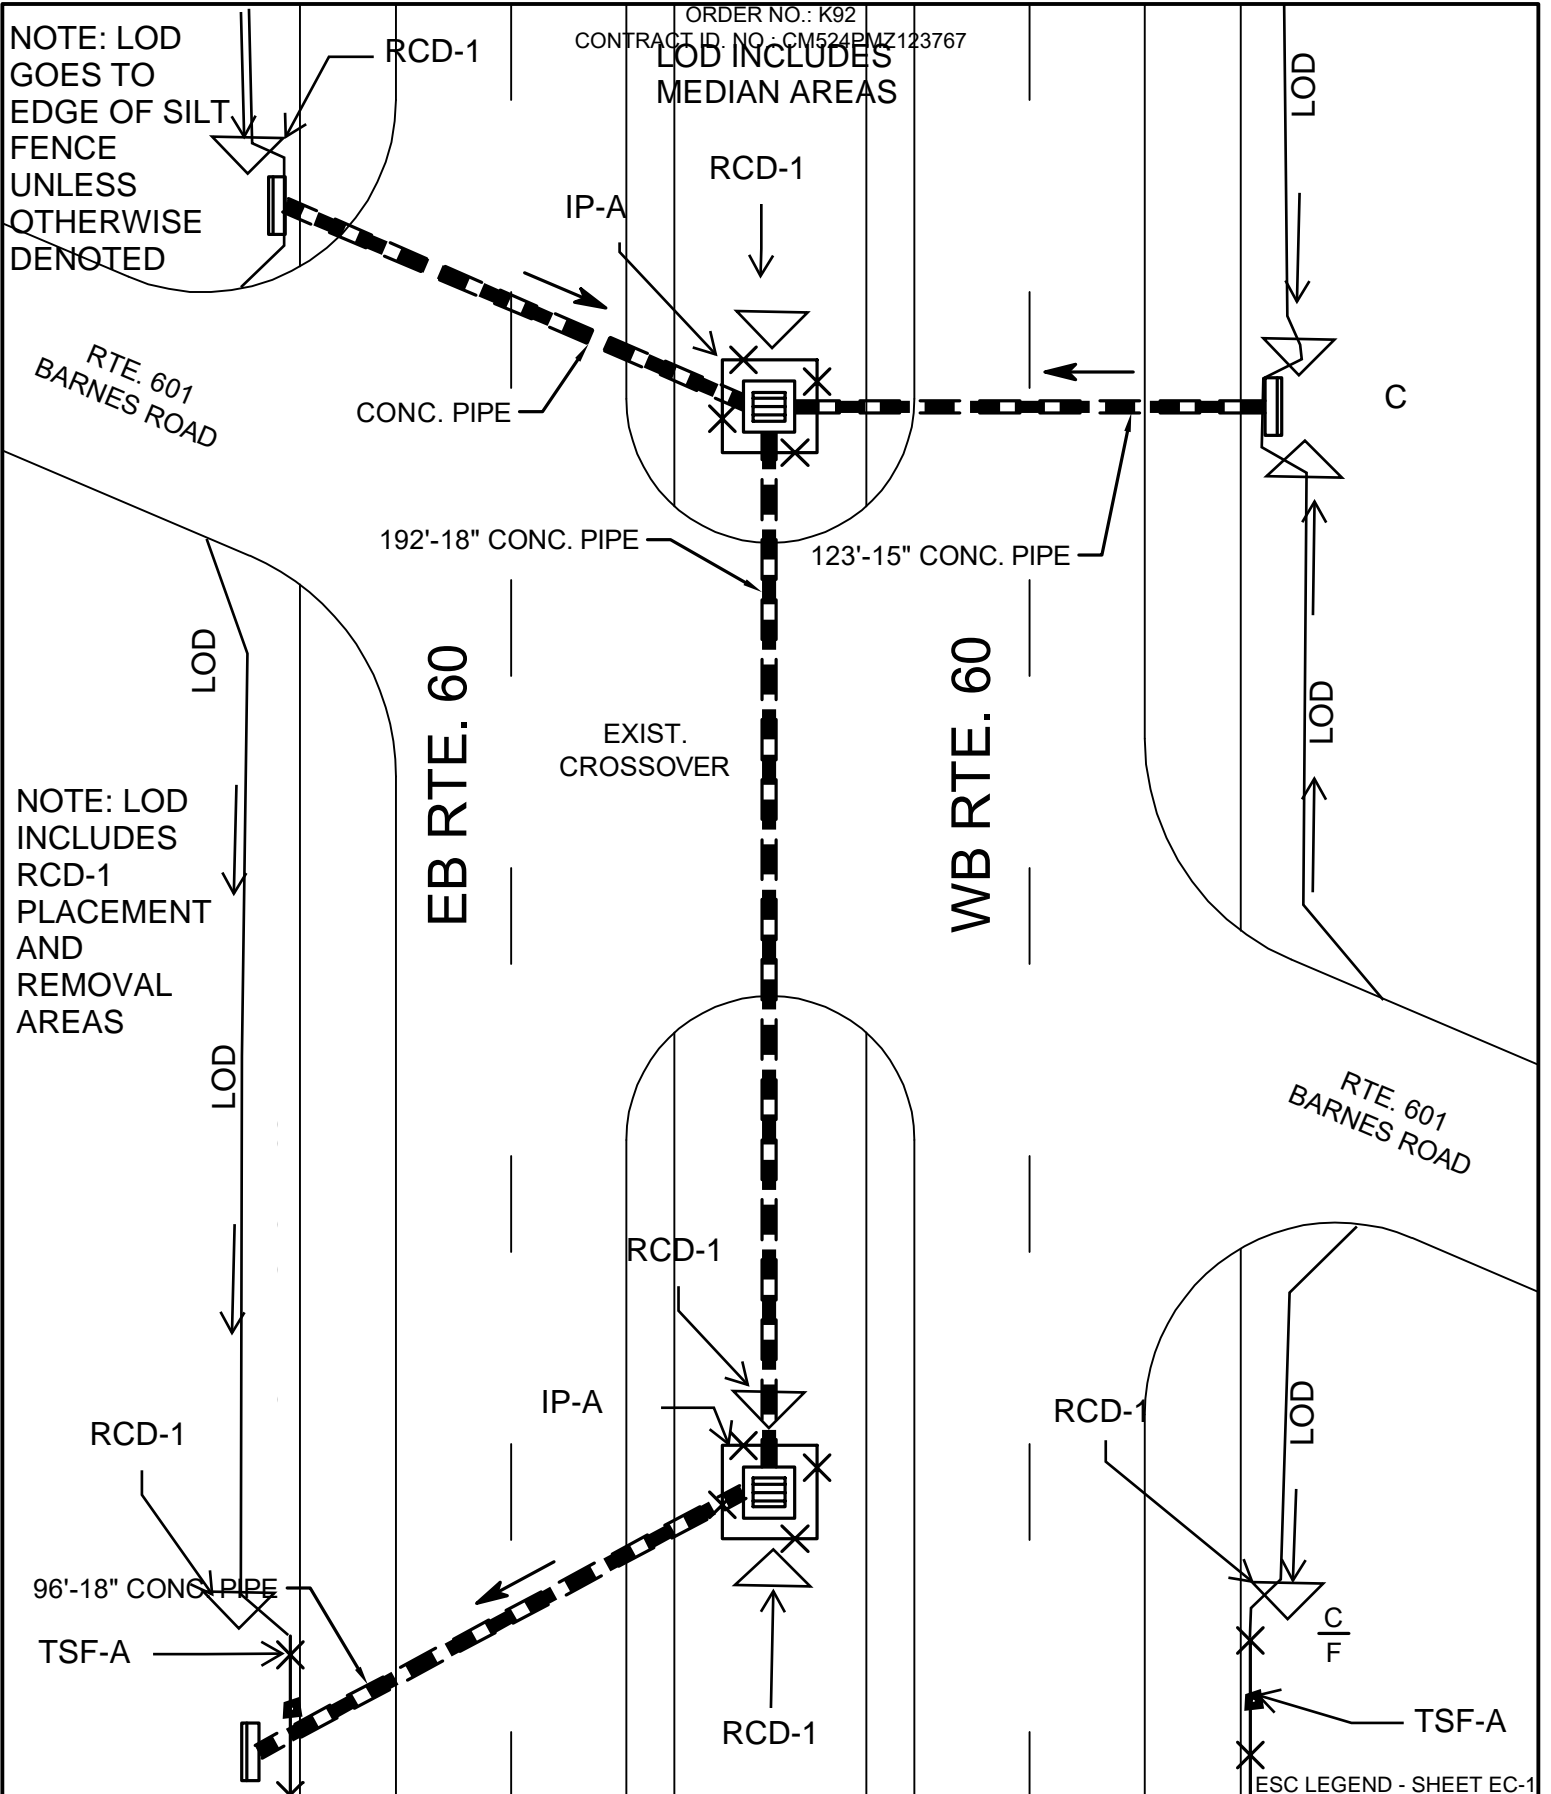 ORDER NO.: K92
CONTRACT ID. NO.: CM524PMZ123767
LOD INCLUDES
MEDIAN AREAS
NOTE: LOD
GOES TO
EDGE OF SILT
FENCE
UNLESS
OTHERWISE
DENOTED
RCD-1
LOD
RCD-1
IP-A
RTE. 601
BARNES ROAD
CONC. PIPE
C
192'-18" CONC. PIPE
123'-15" CONC. PIPE
LOD
EB RTE. 60
EXIST.
CROSSOVER
WB RTE. 60
LOD
NOTE: LOD
INCLUDES
RCD-1
PLACEMENT
AND
REMOVAL
AREAS
LOD
RTE. 601
BARNES ROAD
RCD-1
IP-A
RCD-1
LOD
RCD-1
96'-18" CONC. PIPE
TSF-A
C
F
RCD-1
TSF-A
ESC LEGEND - SHEET EC-1